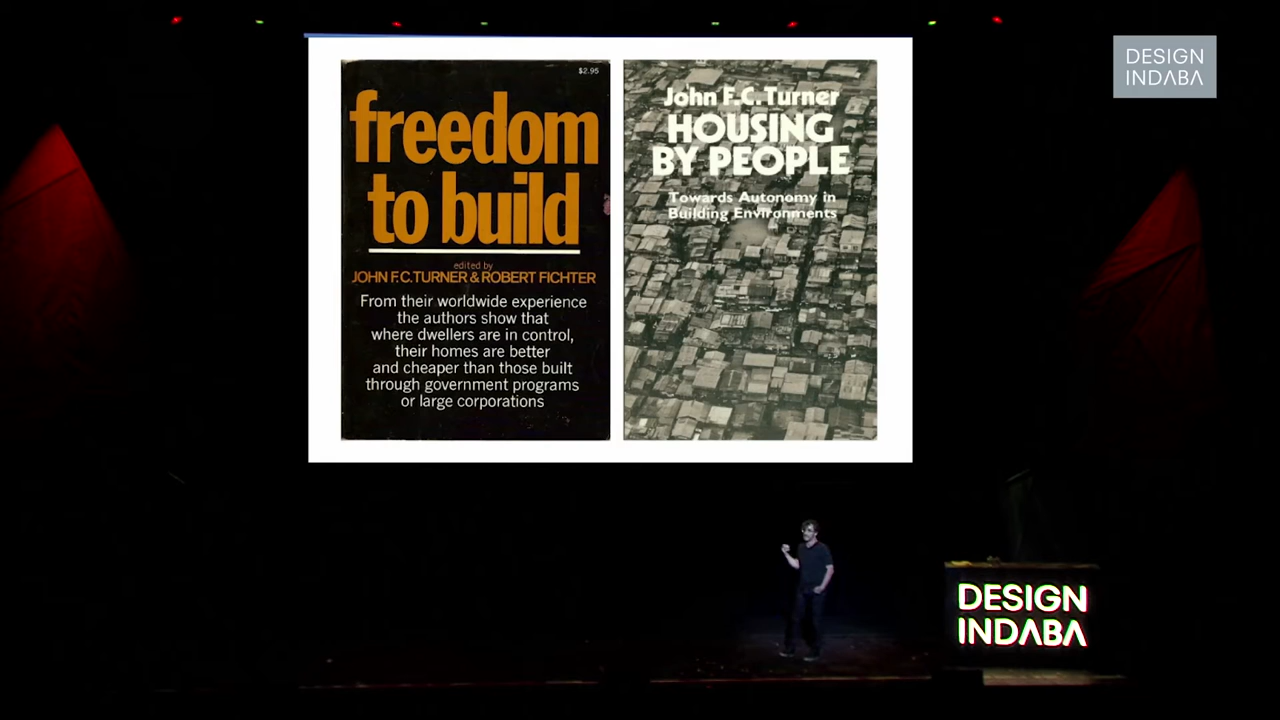 DESIGN
INDABA
$2.95
freedom
to build
edited by
JOHN F.C.TURNER & ROBERT FICHTER
From their worldwide experience
the authors show that
where dwellers are in control,
their homes are better
and cheaper than those built
through government programs
or large corporations
John F.C.Turner
HOUSING
BY PEOPLE
Towards Autonomy in
Building Environments
DESIGN
INDABA